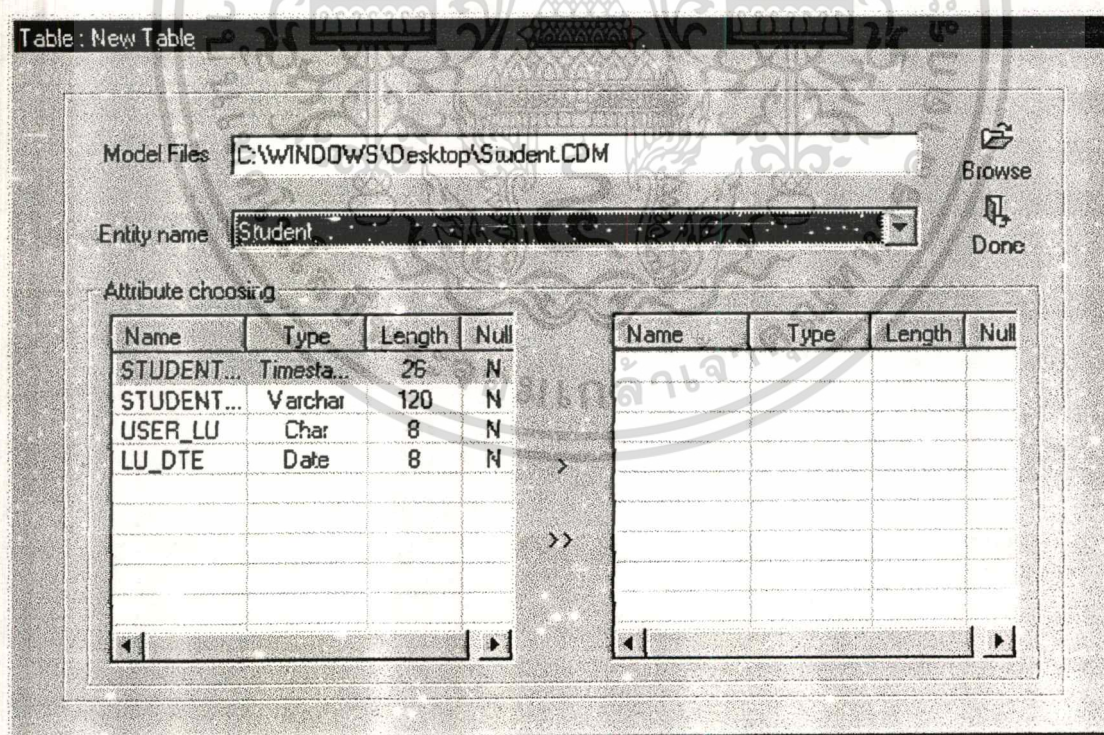 Table : New Table
Model Files C:\WINDOWS\Desktop\Student.CDM
Browse
Entity name Student
Done
Attribute choosing
Name Type Length Null Name Type Length Null
STUDENT... Timesta... 26 N
STUDENT... Varchar 120 N
USER_LU Char 8 N
LU_DTE Date 8 N
>
>>